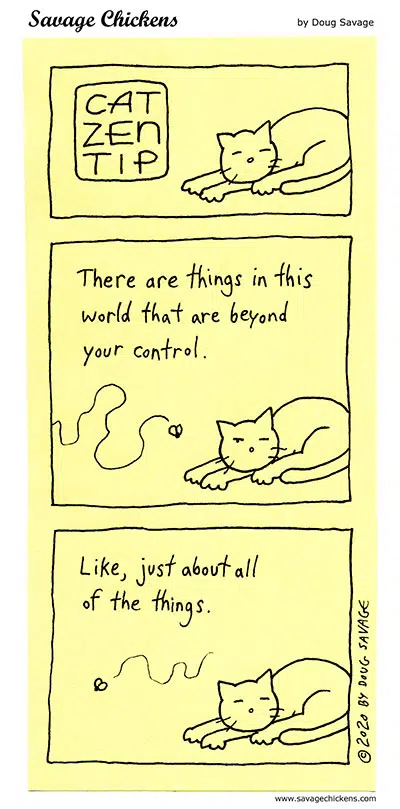 Savage Chickens
by Doug Savage
CAT
ZEN
TIP
There are things in this
world that are beyond
your control.
Like, just about all
of the things.
©2020 BY DOUG SAVAGE
www.savagechickens.com